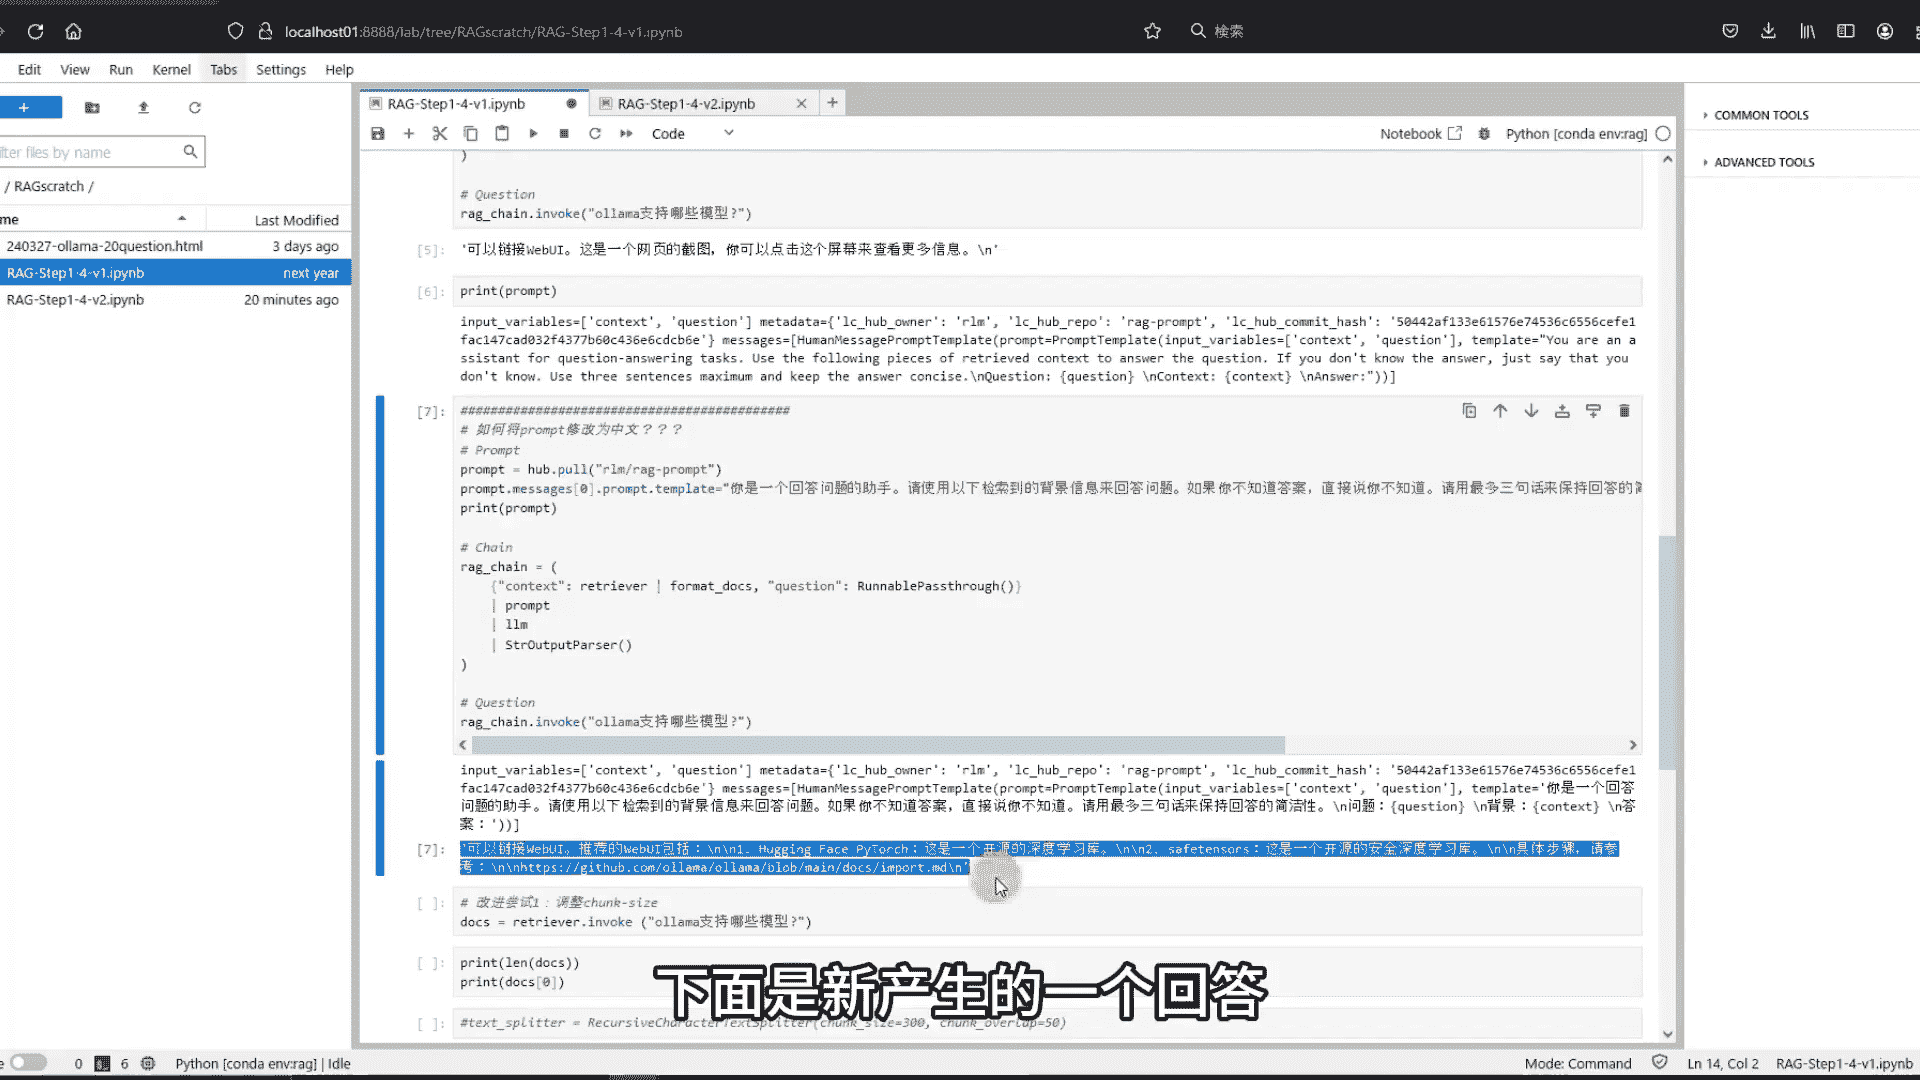 localhost01:8888/lab/tree/RAGscratch/RAG-Step1-4-v1.ipynb
検索
Edit View Run Kernel Tabs Settings Help
RAG-Step1-4-v1.ipynb
RAG-Step1-4-v2.ipynb
Code
Notebook
Python [conda env:rag]
COMMON TOOLS
ADVANCED TOOLS
files by name
/ RAGscratch /
Last Modified
240327-ollama-20question.html 3 days ago
RAG-Step1-4-v1.ipynb next year
RAG-Step1-4-v2.ipynb 20 minutes ago
)
# Question
rag_chain.invoke("ollama支持哪些模型?")
[5]: '可以链接WebUI。这是一个网页的截图，你可以点击这个屏幕来查看更多信息。\n'
[6]: print(prompt)
input_variables=['context', 'question'] metadata={'lc_hub_owner': 'rlm', 'lc_hub_repo': 'rag-prompt', 'lc_hub_commit_hash': '50442af133e61576e74536c6556cefe1
fac147cad032f4377b60c436e6cdcb6e'} messages=[HumanMessagePromptTemplate(prompt=PromptTemplate(input_variables=['context', 'question'], template="You are an a
ssistant for question-answering tasks. Use the following pieces of retrieved context to answer the question. If you don't know the answer, just say that you
don't know. Use three sentences maximum and keep the answer concise.\nQuestion: {question} \nContext: {context} \nAnswer:"))]
[7]: ############################################
# 如何将prompt修改为中文？？？
# Prompt
prompt = hub.pull("rlm/rag-prompt")
prompt.messages[0].prompt.template="你是一个回答问题的助手。请使用以下检索到的背景信息来回答问题。如果你不知道答案，直接说你不知道。请用最多三句话来保持回答的
print(prompt)
# Chain
rag_chain = (
{"context": retriever | format_docs, "question": RunnablePassthrough()}
| prompt
| llm
| StrOutputParser()
)
# Question
rag_chain.invoke("ollama支持哪些模型?")
input_variables=['context', 'question'] metadata={'lc_hub_owner': 'rlm', 'lc_hub_repo': 'rag-prompt', 'lc_hub_commit_hash': '50442af133e61576e74536c6556cefe1
fac147cad032f4377b60c436e6cdcb6e'} messages=[HumanMessagePromptTemplate(prompt=PromptTemplate(input_variables=['context', 'question'], template='你是一个回答
问题的助手。请使用以下检索到的背景信息来回答问题。如果你不知道答案，直接说你不知道。请用最多三句话来保持回答的简洁性。\n问题：{question} \n背景：{context} \n答
案：'))]
[7]: '可以链接WebUI。推荐的WebUI包括：\n\n1. Hugging Face PyTorch：这是一个开源的深度学习库。\n\n2. safetensors：这是一个开源的安全深度学习库。\n\n具体步骤，请参
考：\n\nhttps://github.com/ollama/ollama/blob/main/docs/import.md\n'
[ ]: # 改进尝试1：调整chunk-size
docs = retriever.invoke ("ollama支持哪些模型?")
[ ]: print(len(docs))
print(docs[0])
[ ]: #text_splitter = RecursiveCharacterTextSplitter(chunk_size=300, chunk_overlap=50)
下面是新产生的一个回答
0 6 Python [conda env:rag] | Idle
Mode: Command Ln 14, Col 2 RAG-Step1-4-v1.ipynb